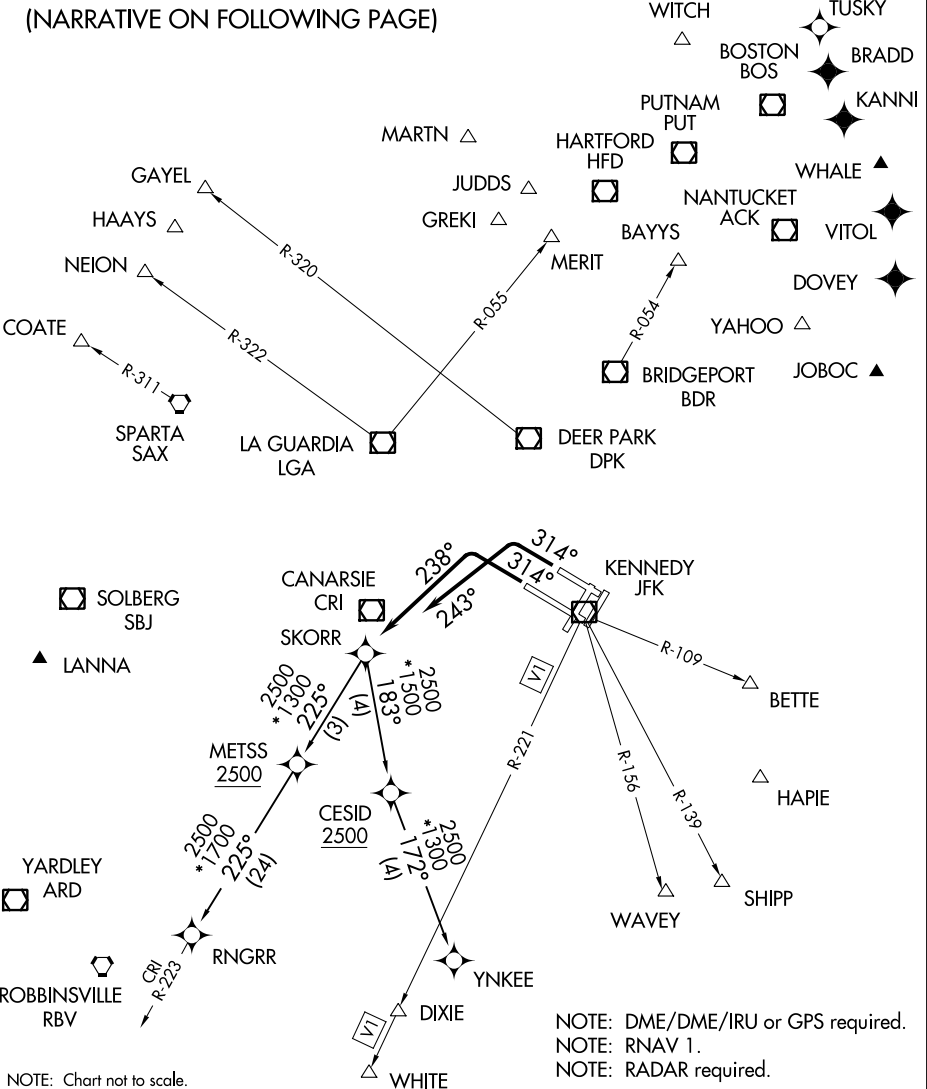 (NARRATIVE ON FOLLOWING PAGE)
WITCH
TUSKY
BOSTON
BOS
BRADD
PUTNAM
PUT
KANNI
MARTN
HARTFORD
HFD
WHALE
GAYEL
JUDDS
NANTUCKET
ACK
HAAYS
GREKI
BAYYS
VITOL
NEION
R-320
MERIT
DOVEY
COATE
R-322
R-055
R-054
YAHOO
R-311
BRIDGEPORT
BDR
JOBOC
SPARTA
SAX
LA GUARDIA
LGA
DEER PARK
DPK
314°
314°
238°
243°
KENNEDY
JFK
CANARSIE
CRI
SOLBERG
SBJ
SKORR
LANNA
R-109
V1
BETTE
2500
*1300
225°
(3)
2500
*1500
183°
(4)
METSS
2500
R-221
R-156
R-139
HAPIE
CESID
2500
2500
*1700
225°
(24)
2500
*1300
172°
(4)
YARDLEY
ARD
WAVEY
SHIPP
RNGRR
CRI
R-223
YNKEE
ROBBINSVILLE
RBV
DIXIE
V1
WHITE
NOTE: DME/DME/IRU or GPS required.
NOTE: RNAV 1.
NOTE: RADAR required.
NOTE: Chart not to scale.